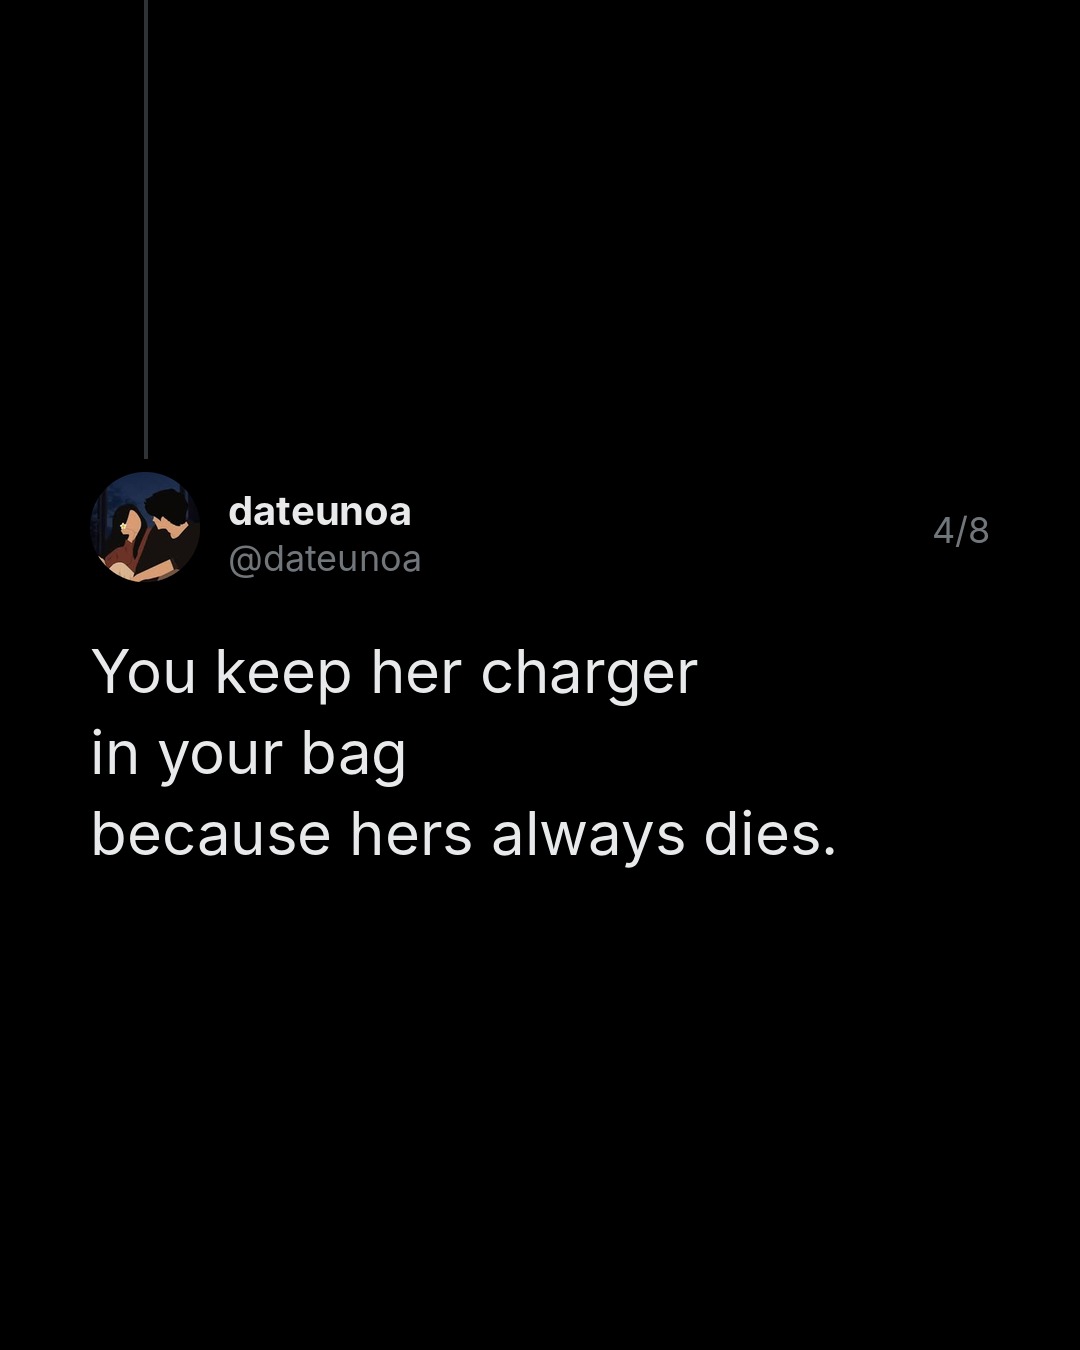 dateunoa
@dateunoa
4/8
You keep her charger
in your bag
because hers always dies.